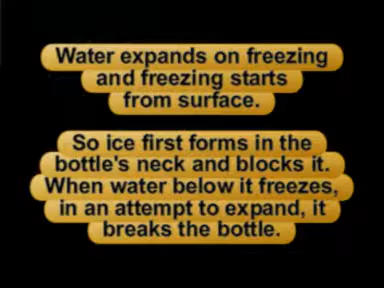 Water expands on freezing
and freezing starts
from surface.
So ice first forms in the
bottle's neck and blocks it.
When water below it freezes,
in an attempt to expand, it
breaks the bottle.